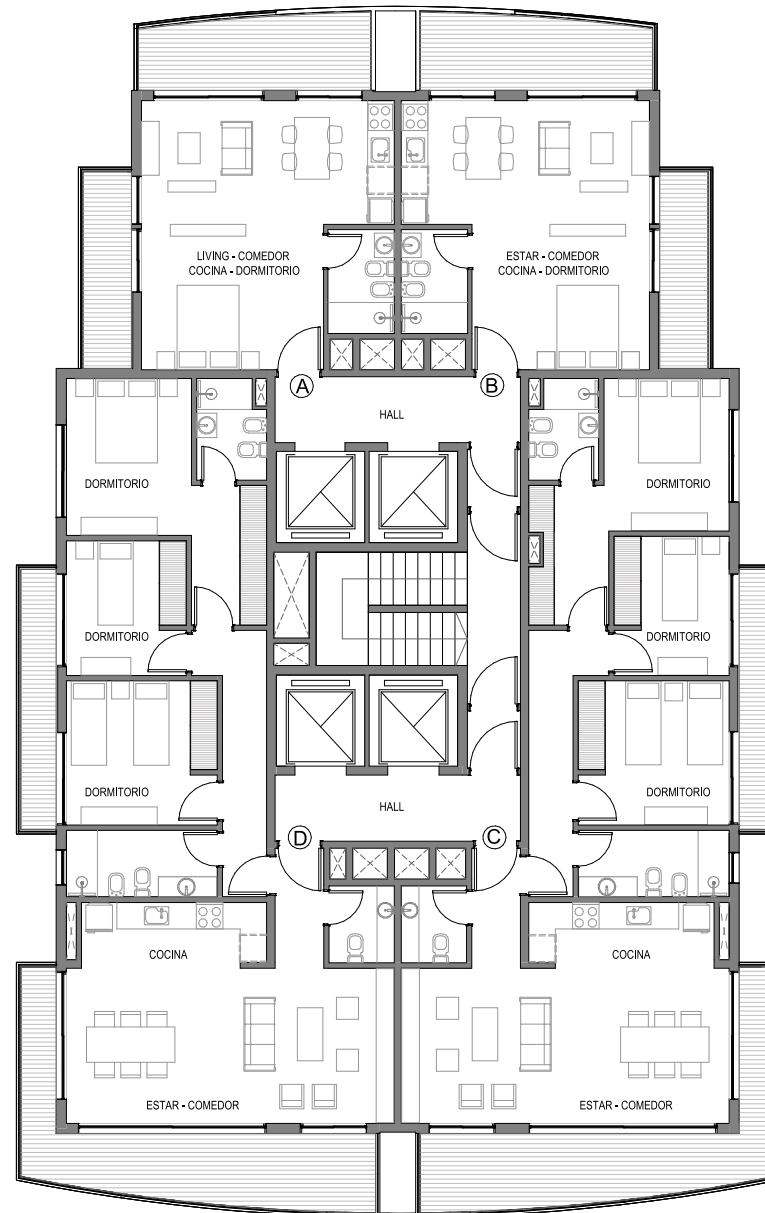 LIVING - COMEDOR
COCINA - DORMITORIO
ESTAR - COMEDOR
COCINA - DORMITORIO
A
B
HALL
DORMITORIO
DORMITORIO
DORMITORIO
DORMITORIO
DORMITORIO
DORMITORIO
HALL
D
C
COCINA
COCINA
ESTAR - COMEDOR
ESTAR - COMEDOR